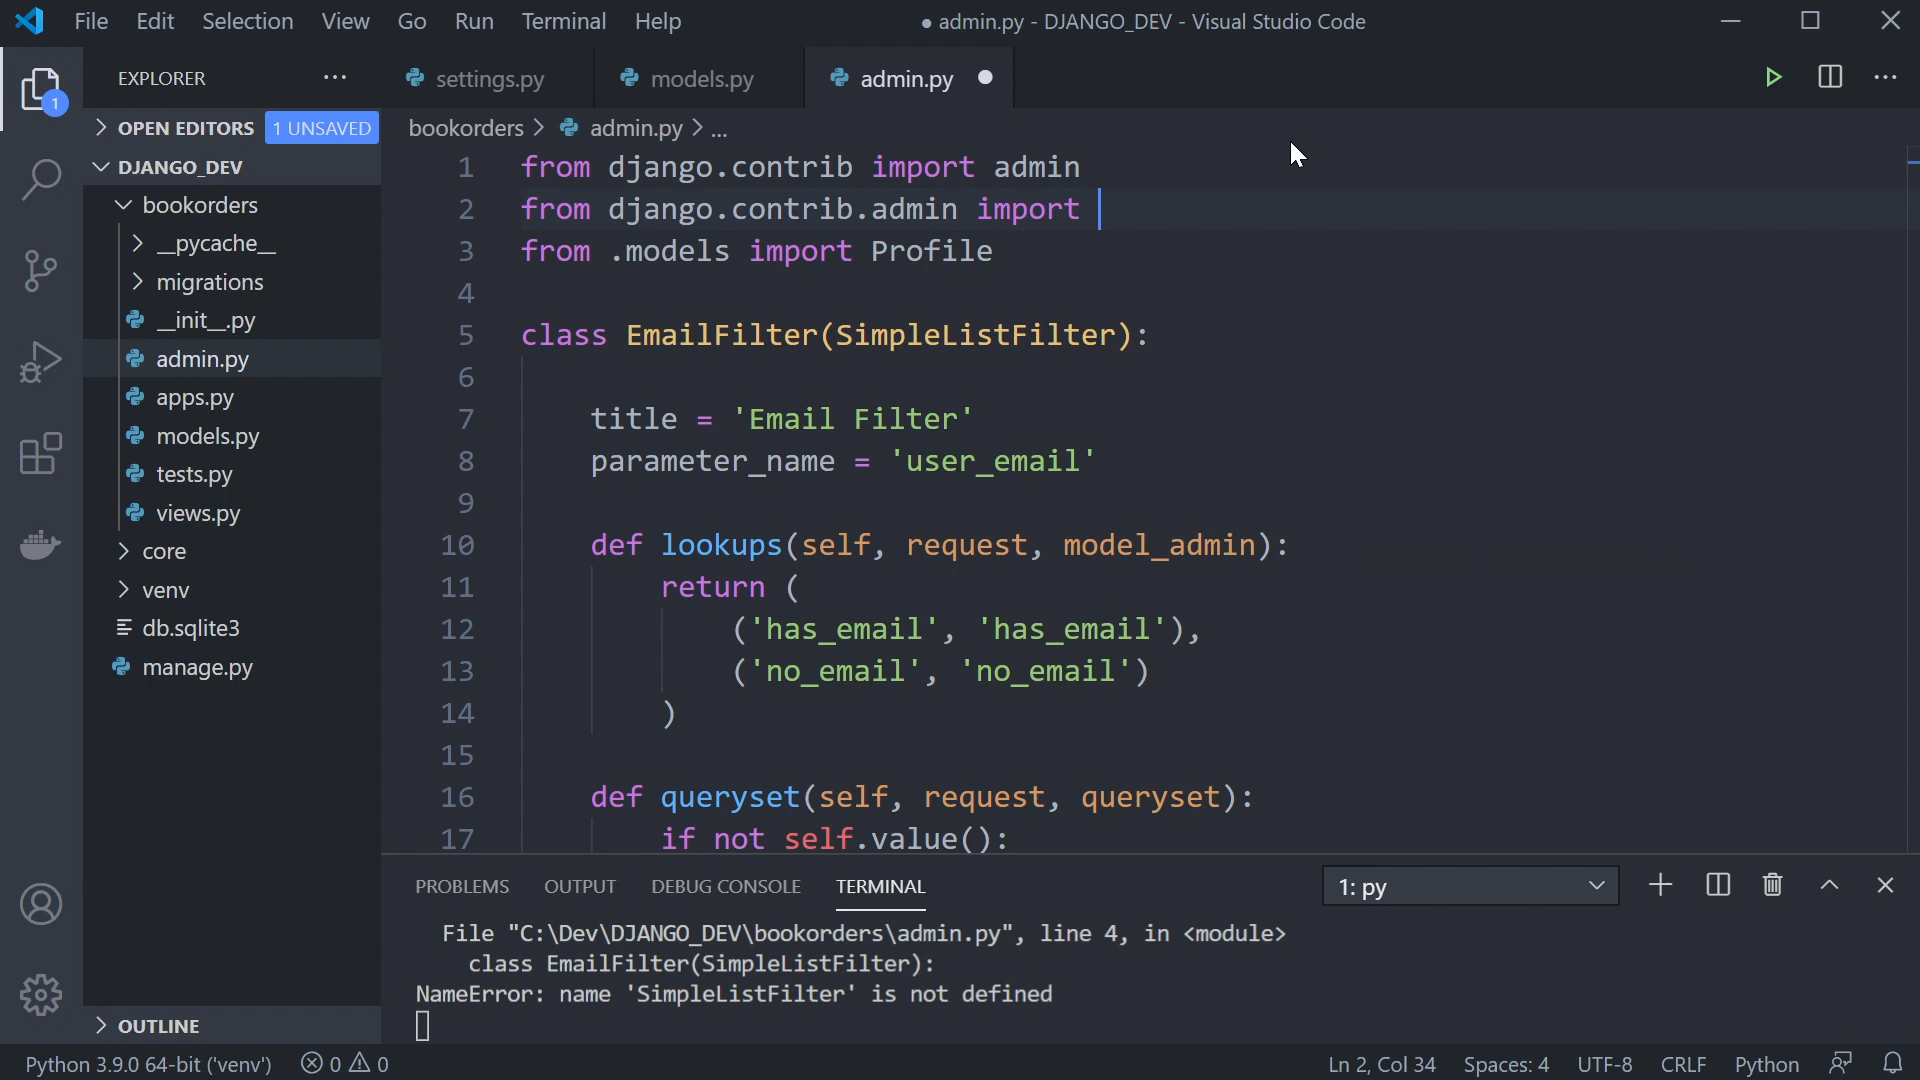 File Edit Selection View Go Run Terminal Help ● admin.py - DJANGO_DEV - Visual Studio Code
EXPLORER ...
settings.py models.py admin.py
1
OPEN EDITORS 1 UNSAVED
bookorders > admin.py > ...
DJANGO_DEV
bookorders
__pycache__
migrations
__init__.py
admin.py
apps.py
models.py
tests.py
views.py
core
venv
db.sqlite3
manage.py
OUTLINE
1 from django.contrib import admin
2 from django.contrib.admin import
3 from .models import Profile
4
5 class EmailFilter(SimpleListFilter):
6
7 title = 'Email Filter'
8 parameter_name = 'user_email'
9
10 def lookups(self, request, model_admin):
11 return (
12 ('has_email', 'has_email'),
13 ('no_email', 'no_email')
14 )
15
16 def queryset(self, request, queryset):
17 if not self.value():
PROBLEMS OUTPUT DEBUG CONSOLE TERMINAL 1: py
File "C:\Dev\DJANGO_DEV\bookorders\admin.py", line 4, in <module>
class EmailFilter(SimpleListFilter):
NameError: name 'SimpleListFilter' is not defined
Python 3.9.0 64-bit ('venv') 0 0 Ln 2, Col 34 Spaces: 4 UTF-8 CRLF Python